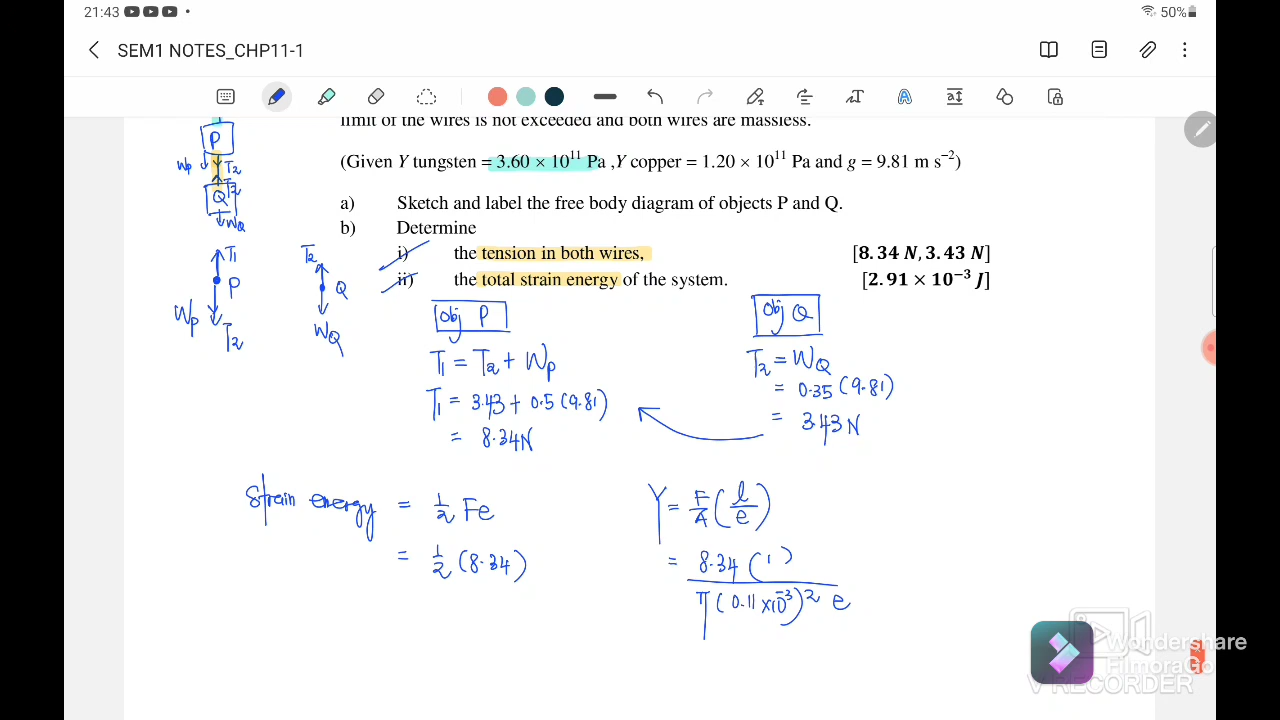 21:43
50%
SEM1 NOTES_CHP11-1
limit of the wires is not exceeded and both wires are massless.
P
Wp T2
(Given Y tungsten = 3.60 × 10¹¹ Pa ,Y copper = 1.20 × 10¹¹ Pa and g = 9.81 m s⁻²)
Q T2
WQ
a) Sketch and label the free body diagram of objects P and Q.
b) Determine
i) the tension in both wires, [8.34 N, 3.43 N]
ii) the total strain energy of the system. [2.91 × 10⁻³ J]
T1
P
Wp
T2
T2
Q
WQ
Obj P
T1 = T2 + Wp
T1 = 3.43 + 0.5 (9.81)
= 8.34N
Obj Q
T2 = WQ
= 0.35 (9.81)
= 3.43 N
Strain energy = 1/2 Fe
= 1/2 (8.34)
Y = F/A (l/e)
= 8.34 (1)
π (0.11 × 10⁻³)² e
Wondershare
FilmoraGo
V RECORDER